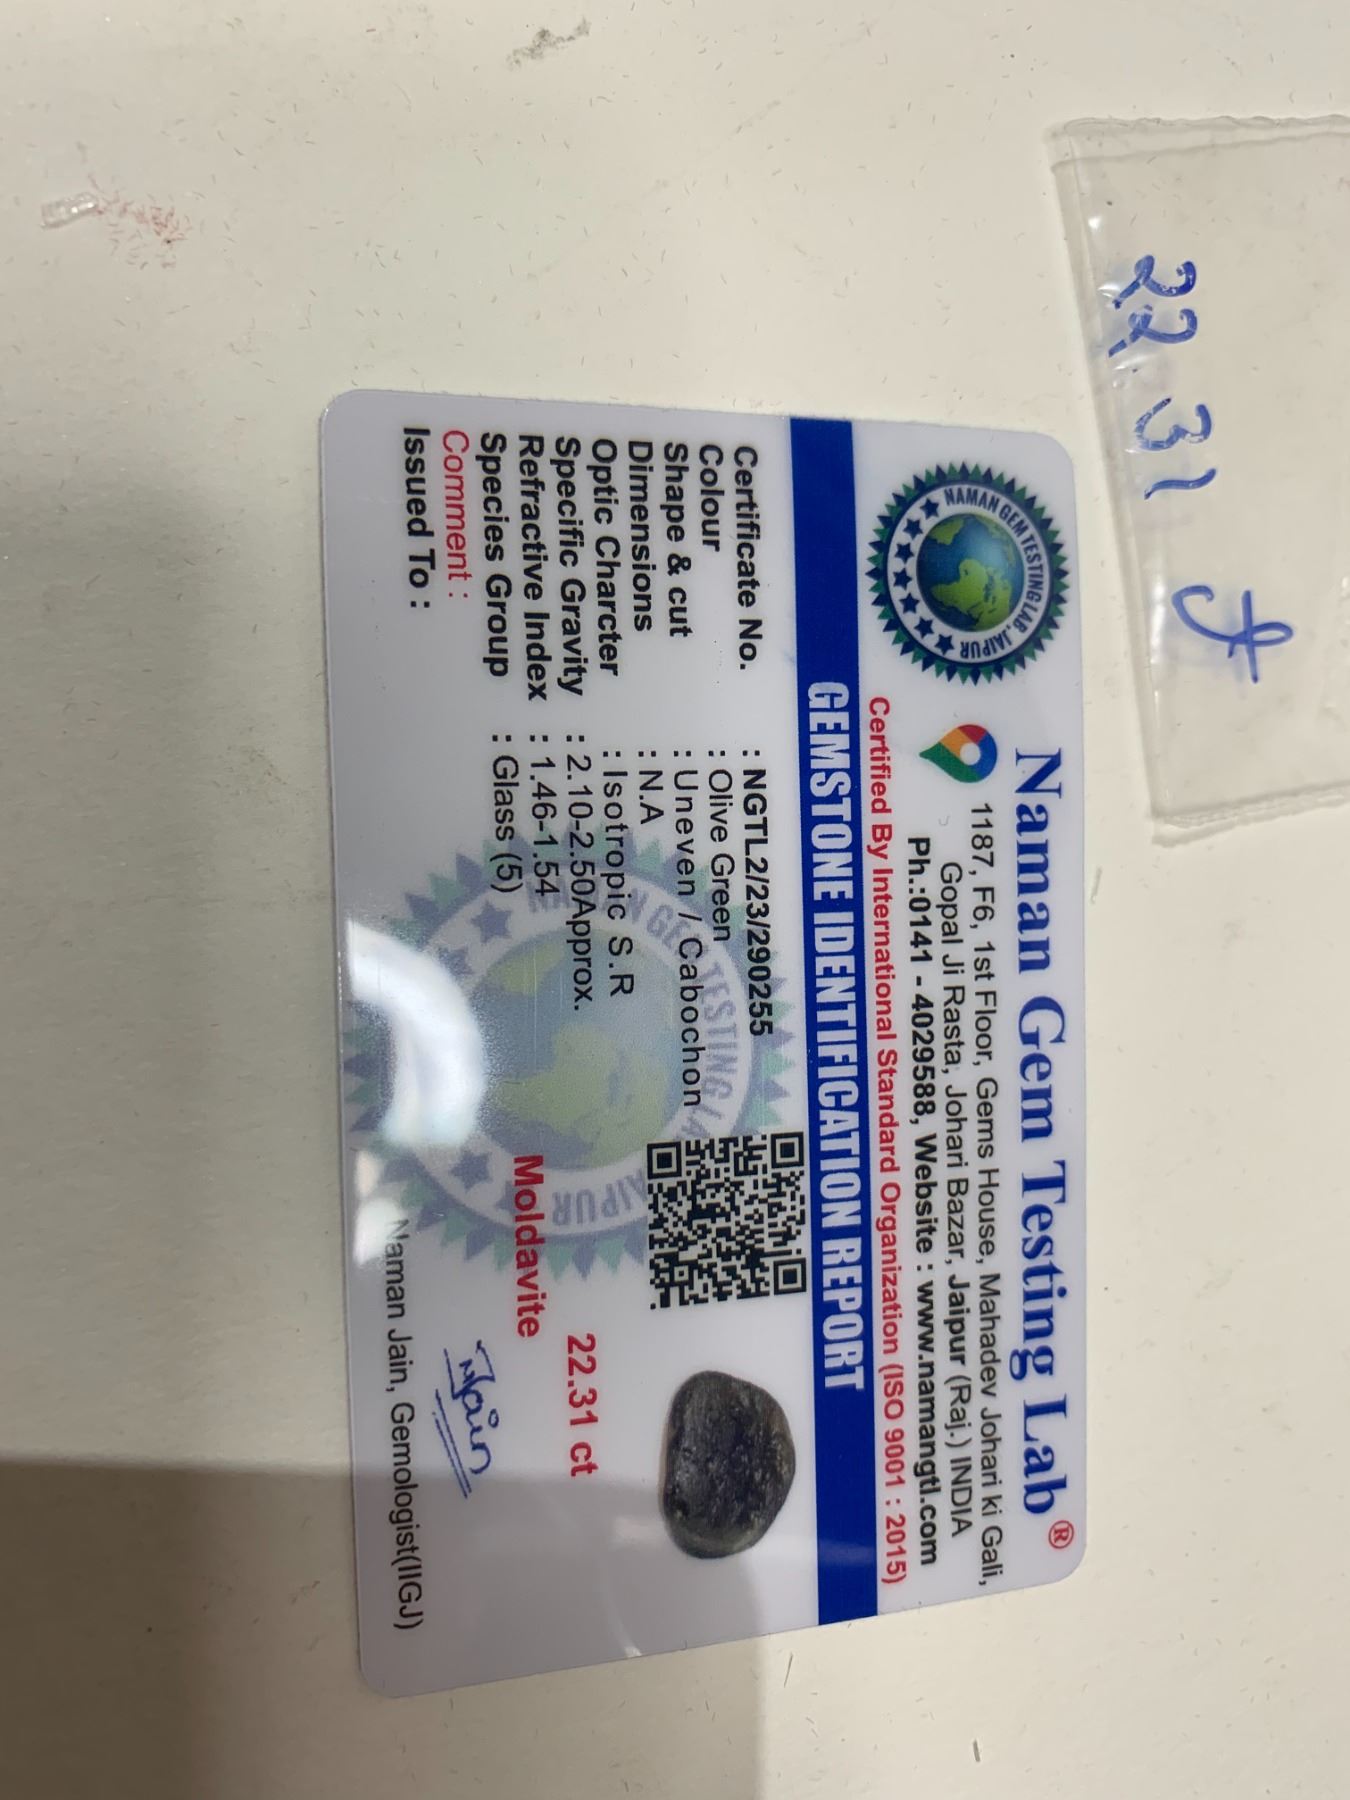 22.31 ct
NAMAN GEM TESTING LAB, JAIPUR
Naman Gem Testing Lab®
1187, F6, 1st Floor, Gems House, Mahadev Johari ki Gali,
Gopal Ji Rasta, Johari Bazar, Jaipur (Raj.) INDIA
Ph.:0141 - 4029588, Website : www.namangtl.com
Certified By International Standard Organization (ISO 9001 : 2015)
GEMSTONE IDENTIFICATION REPORT
Certificate No. : NGTL2/23/290255
Colour : Olive Green
Shape & cut : Uneven / Cabochon
Dimensions : N.A
Optic Charcter : Isotropic S.R
Specific Gravity : 2.10-2.50Approx.
Refractive Index : 1.46-1.54
Species Group : Glass (5)
Comment :
Issued To :
22.31 ct
Moldavite
NJain
Naman Jain, Gemologist(IIGJ)